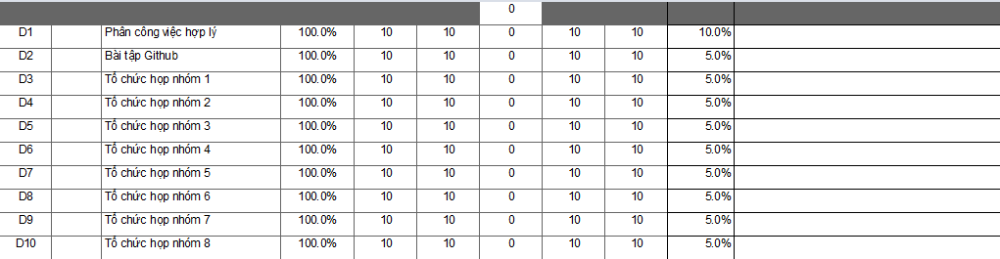 0
D1 Phân công việc hợp lý 100.0% 10 10 0 10 10 10.0%
D2 Bài tập Github 100.0% 10 10 0 10 10 5.0%
D3 Tổ chức họp nhóm 1 100.0% 10 10 0 10 10 5.0%
D4 Tổ chức họp nhóm 2 100.0% 10 10 0 10 10 5.0%
D5 Tổ chức họp nhóm 3 100.0% 10 10 0 10 10 5.0%
D6 Tổ chức họp nhóm 4 100.0% 10 10 0 10 10 5.0%
D7 Tổ chức họp nhóm 5 100.0% 10 10 0 10 10 5.0%
D8 Tổ chức họp nhóm 6 100.0% 10 10 0 10 10 5.0%
D9 Tổ chức họp nhóm 7 100.0% 10 10 0 10 10 5.0%
D10 Tổ chức họp nhóm 8 100.0% 10 10 0 10 10 5.0%